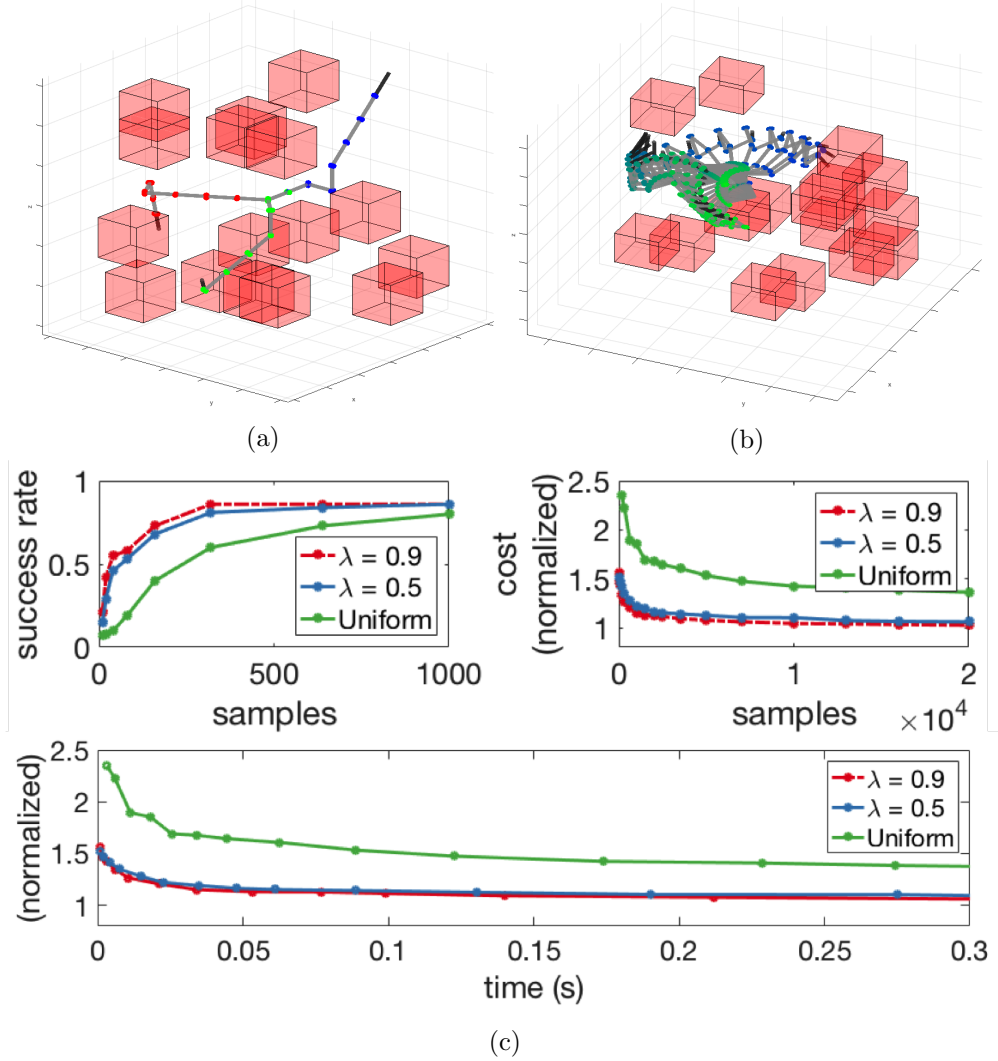 z
y
x
z
y
x
(a)
(b)
success rate
1
0.5
0
0
500
1000
samples
λ = 0.9
λ = 0.5
Uniform
cost
(normalized)
2.5
2
1.5
1
0
1
2
samples
×10⁴
λ = 0.9
λ = 0.5
Uniform
(normalized)
2.5
2
1.5
1
0
0.05
0.1
0.15
0.2
0.25
0.3
time (s)
λ = 0.9
λ = 0.5
Uniform
(c)